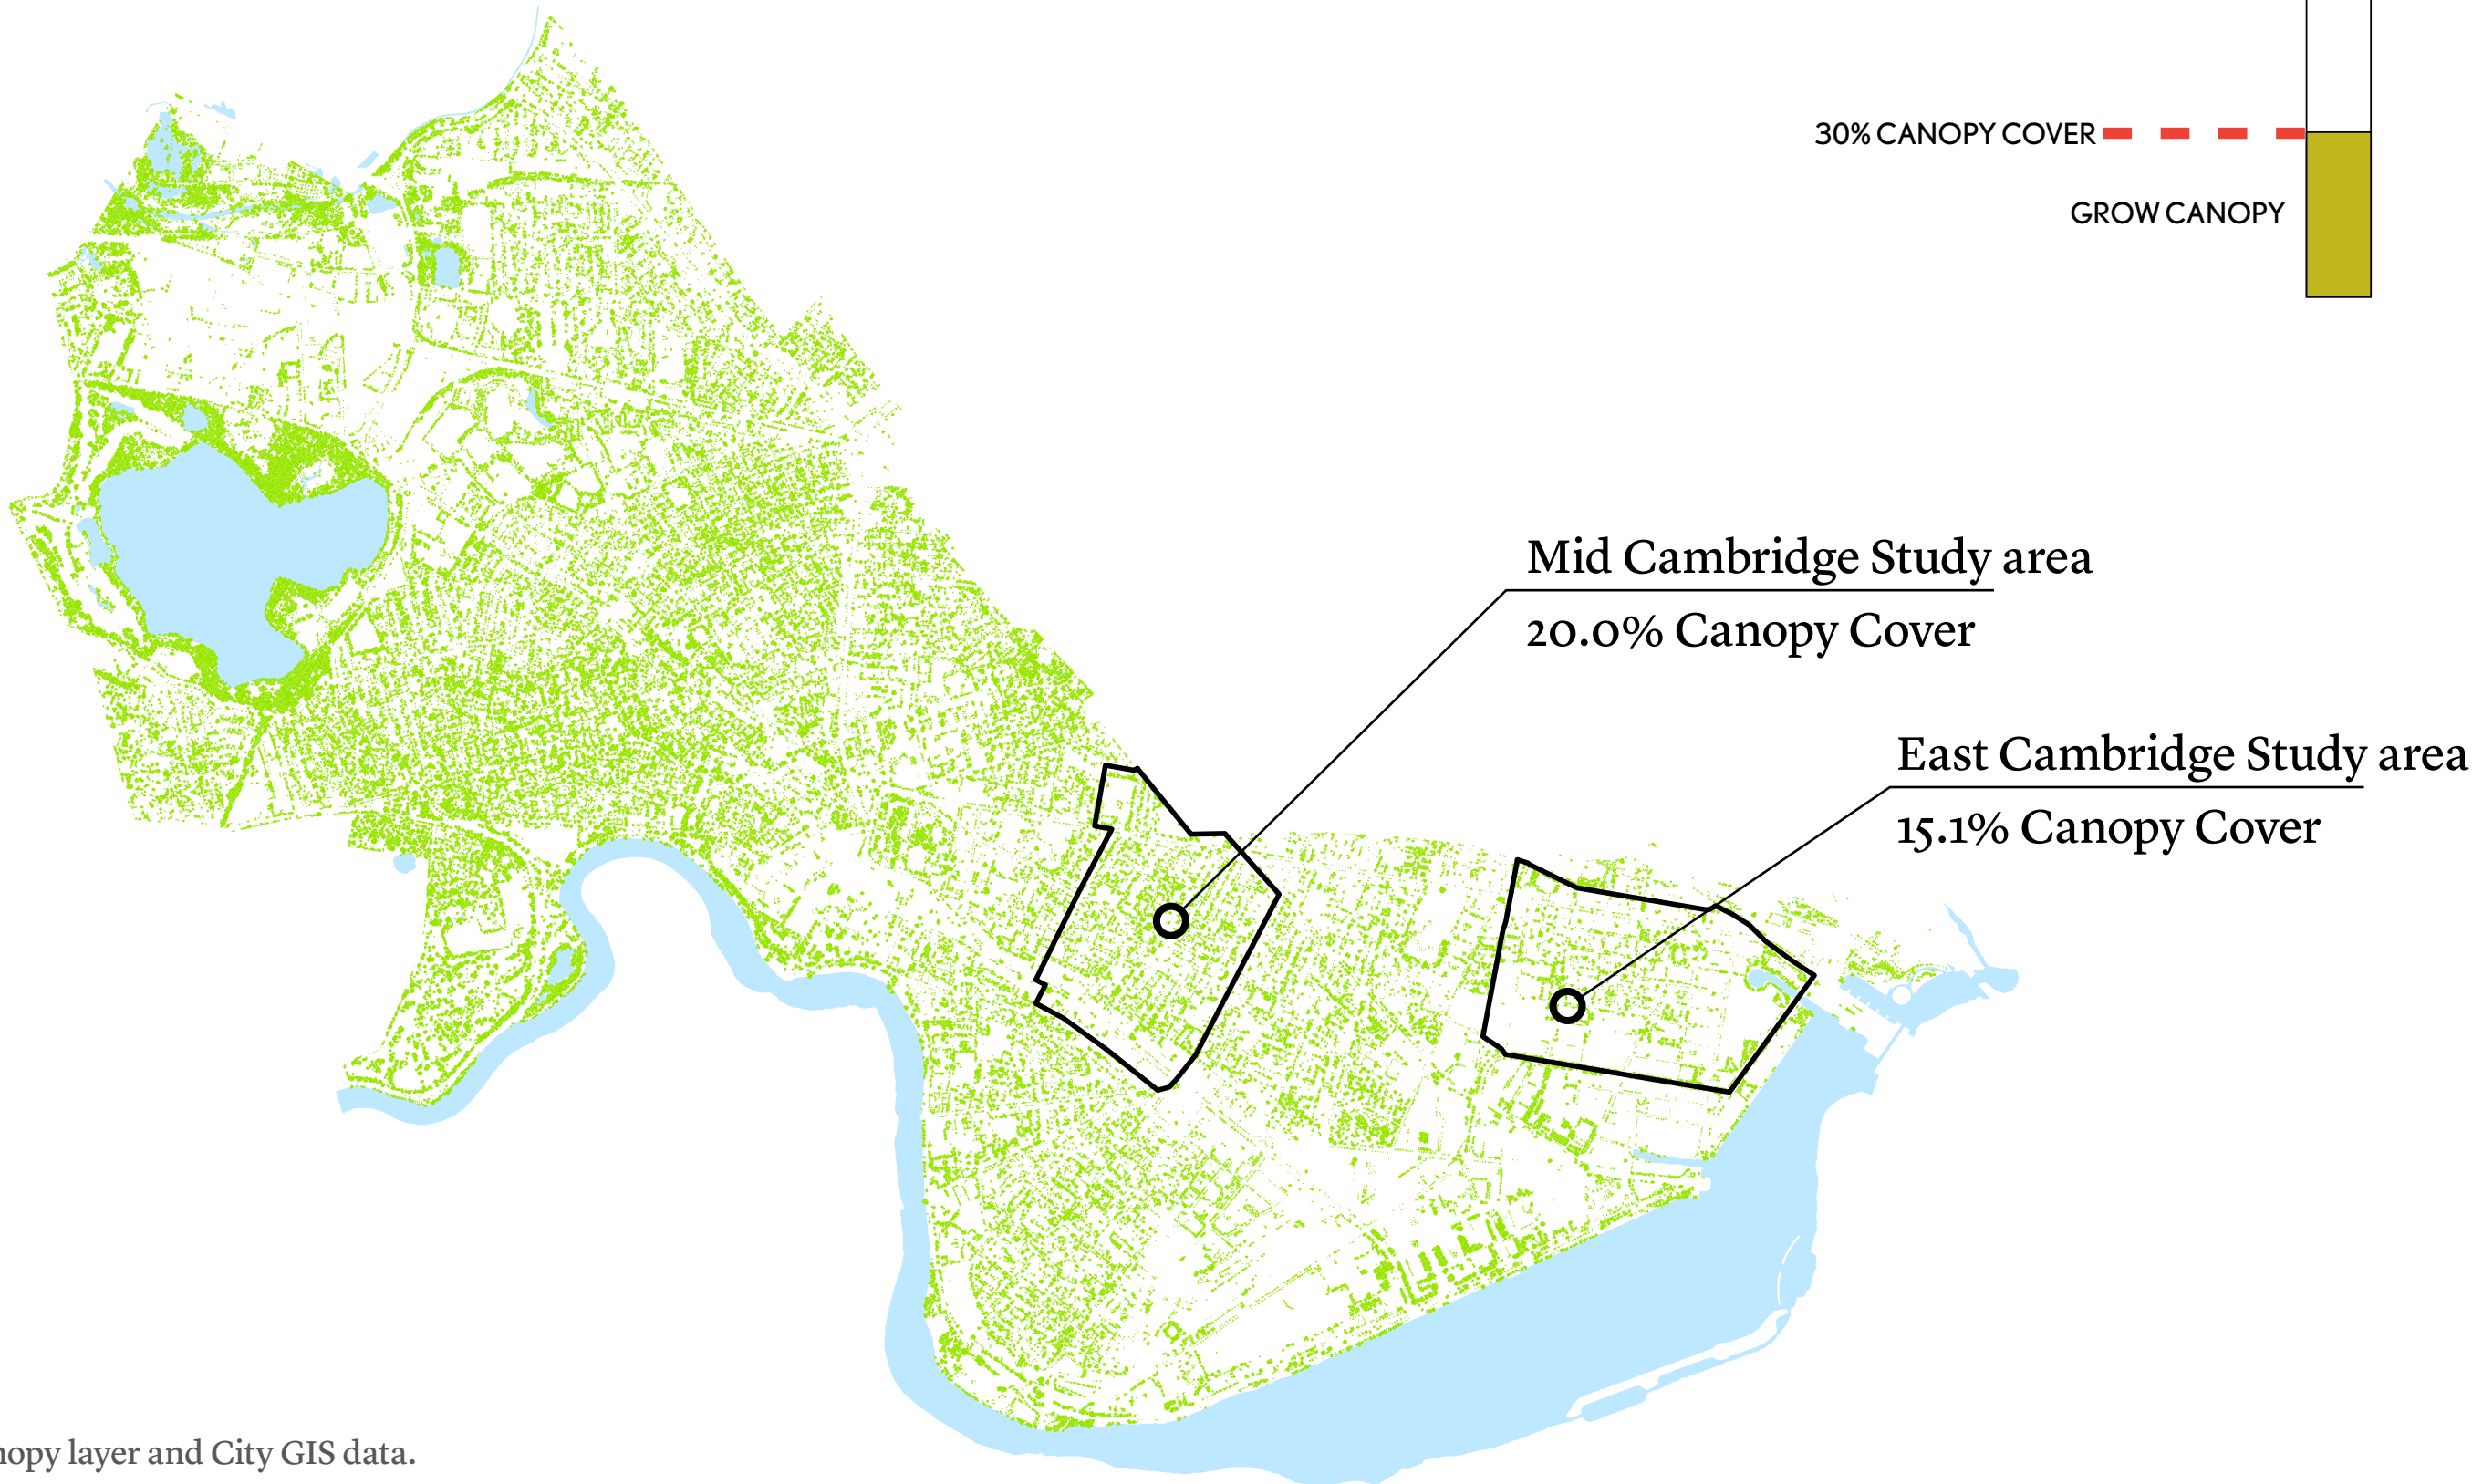 30% CANOPY COVER
GROW CANOPY
Mid Cambridge Study area
20.0% Canopy Cover
East Cambridge Study area
15.1% Canopy Cover
layer and City GIS data.